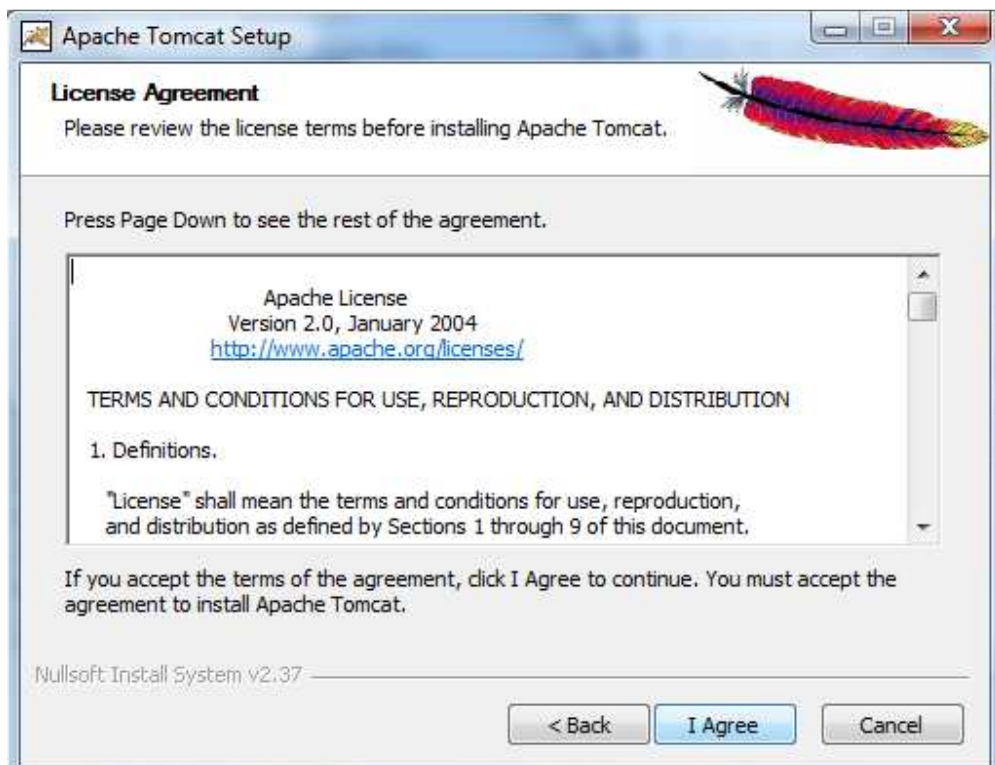 Apache Tomcat Setup
License Agreement
Please review the license terms before installing Apache Tomcat.
Press Page Down to see the rest of the agreement.
Apache License
Version 2.0, January 2004
http://www.apache.org/licenses/
TERMS AND CONDITIONS FOR USE, REPRODUCTION, AND DISTRIBUTION
1. Definitions.
"License" shall mean the terms and conditions for use, reproduction,
and distribution as defined by Sections 1 through 9 of this document.
If you accept the terms of the agreement, click I Agree to continue. You must accept the
agreement to install Apache Tomcat.
Nullsoft Install System v2.37
< Back I Agree Cancel